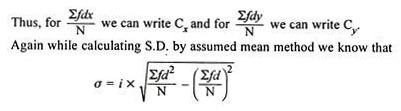 Thus, for Σfdx/N we can write Cₓ and for Σfdy/N we can write Cᵧ.
Again while calculating S.D. by assumed mean method we know that
σ = i × √(Σfd²/N − (Σfd/N)²)